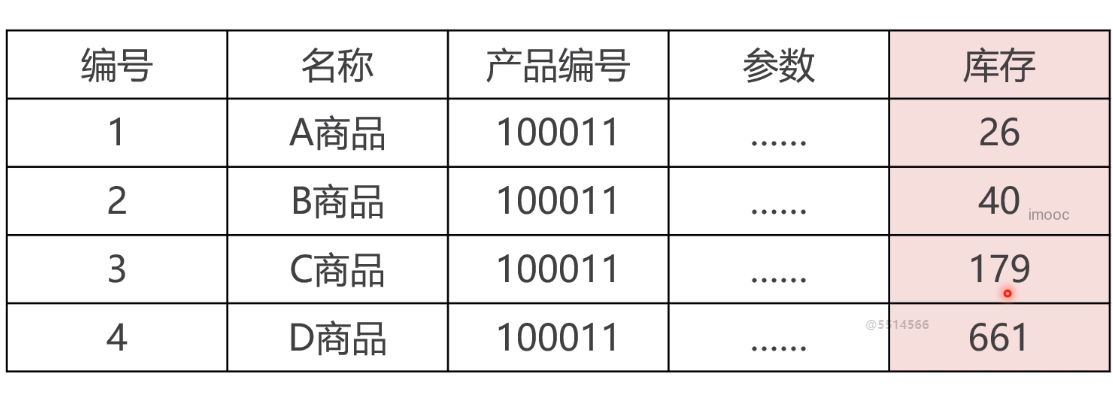 编号 名称 产品编号 参数 库存
1 A商品 100011 ...... 26
2 B商品 100011 ...... 40
imooc
3 C商品 100011 ...... 179
@5514566
4 D商品 100011 ...... 661